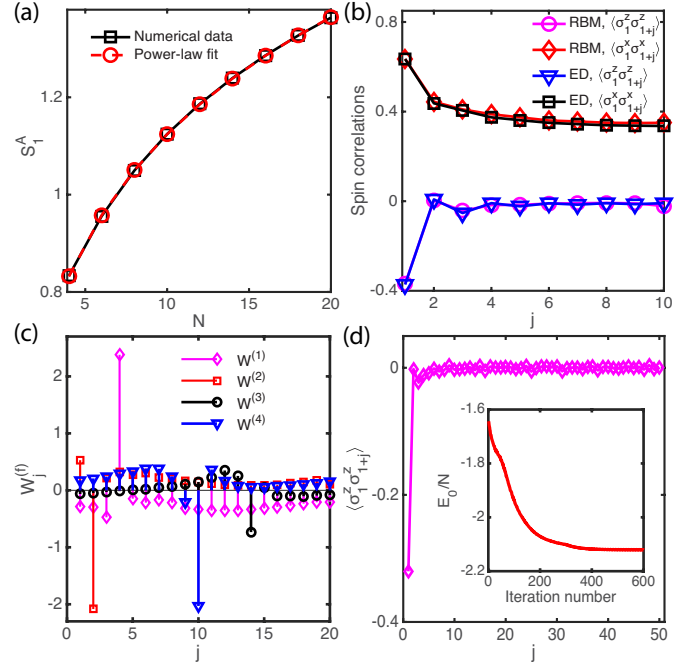 (a)
Numerical data
Power-law fit
S₁ᴬ
1.2
1
0.8
5
10
15
20
N
(b)
RBM, ⟨σ₁ᶻσ₁₊ⱼᶻ⟩
RBM, ⟨σ₁ˣσ₁₊ⱼˣ⟩
ED, ⟨σ₁ᶻσ₁₊ⱼᶻ⟩
ED, ⟨σ₁ˣσ₁₊ⱼˣ⟩
Spin correlations
0.8
0.4
0
-0.4
2
4
6
8
10
j
(c)
W⁽¹⁾
W⁽²⁾
W⁽³⁾
W⁽⁴⁾
Wⱼ⁽ᶠ⁾
2
1
0
-1
-2
0
5
10
15
20
j
(d)
⟨σ₁ᶻσ₁₊ⱼᶻ⟩
0
-0.2
-0.4
0
10
20
30
40
50
j
E₀/N
-1.6
-1.8
-2
-2.2
0
200
400
600
Iteration number